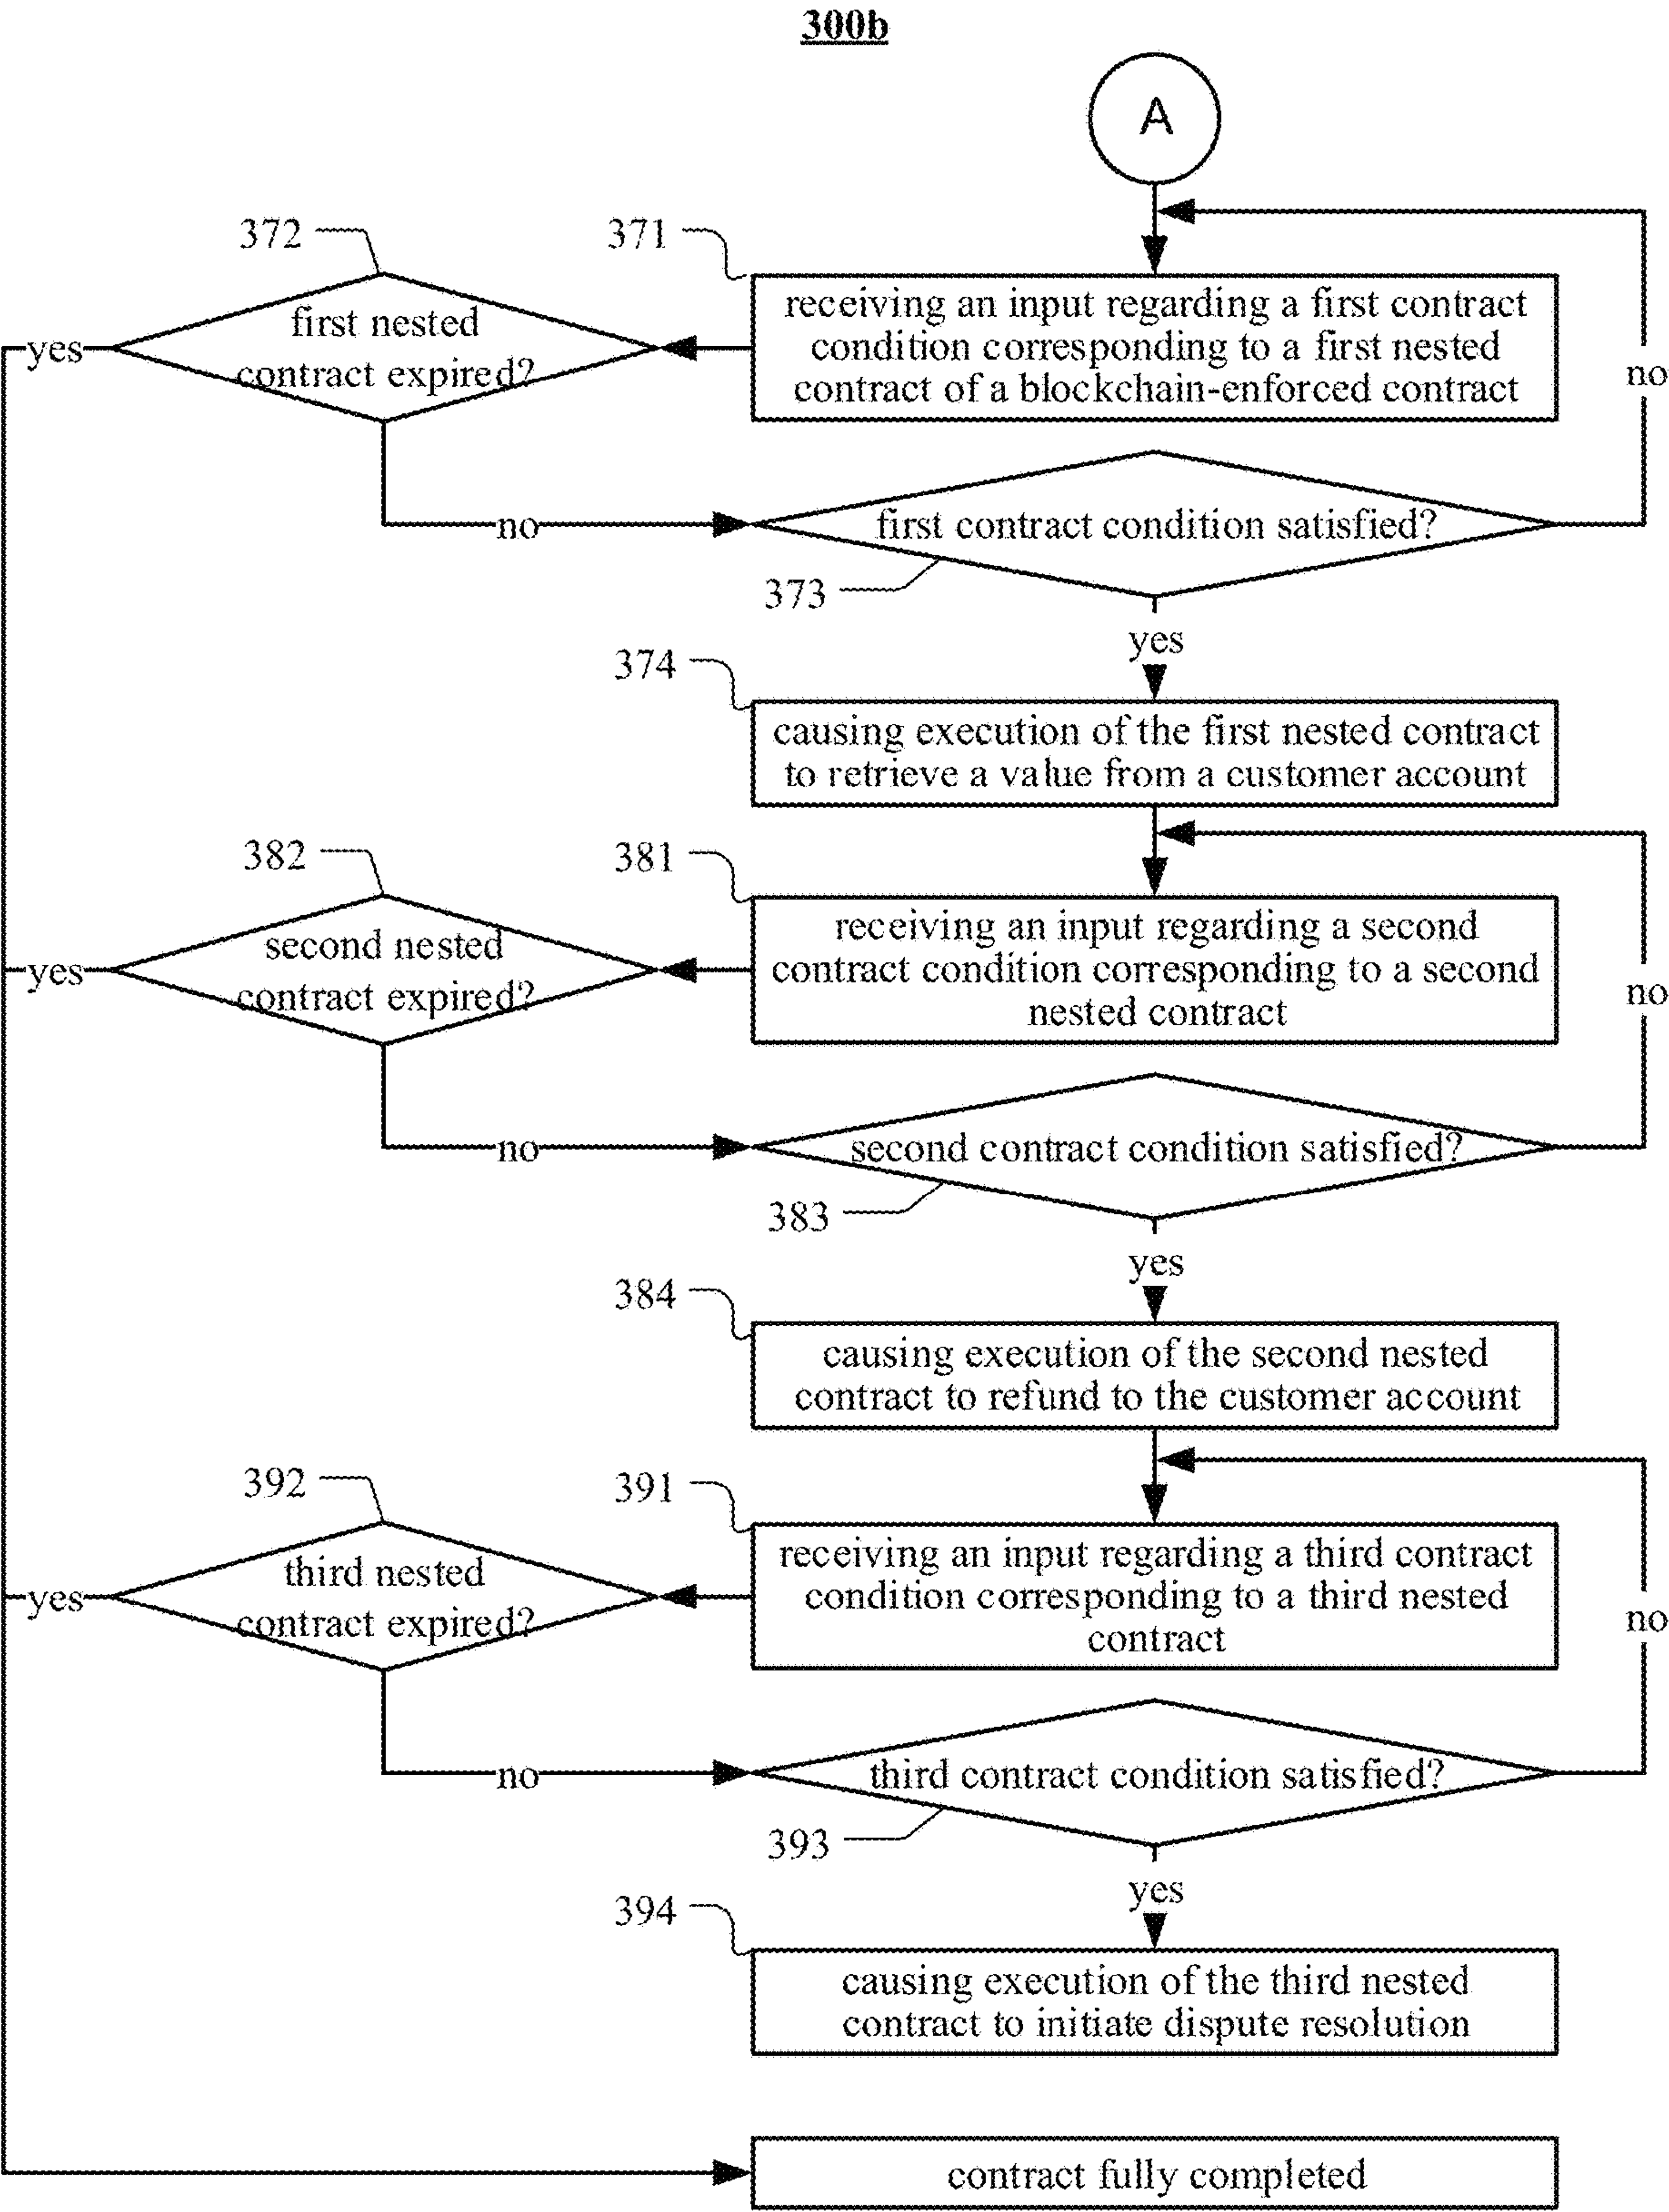 300b
A
372
371
first nested
contract expired?
receiving an input regarding a first contract
condition corresponding to a first nested
contract of a blockchain-enforced contract
yes
no
no
first contract condition satisfied?
373
yes
374
causing execution of the first nested contract
to retrieve a value from a customer account
382
381
second nested
contract expired?
receiving an input regarding a second
contract condition corresponding to a second
nested contract
yes
no
no
second contract condition satisfied?
383
yes
384
causing execution of the second nested
contract to refund to the customer account
392
391
third nested
contract expired?
receiving an input regarding a third contract
condition corresponding to a third nested
contract
yes
no
no
third contract condition satisfied?
393
yes
394
causing execution of the third nested
contract to initiate dispute resolution
contract fully completed